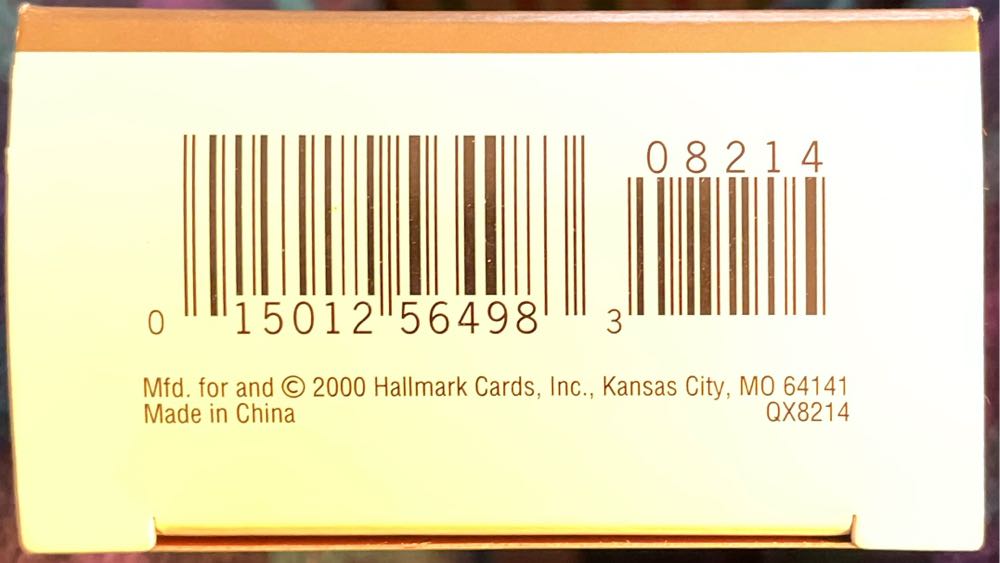 08214
0 15012 56498 3
Mfd. for and © 2000 Hallmark Cards, Inc., Kansas City, MO 64141
Made in China QX8214